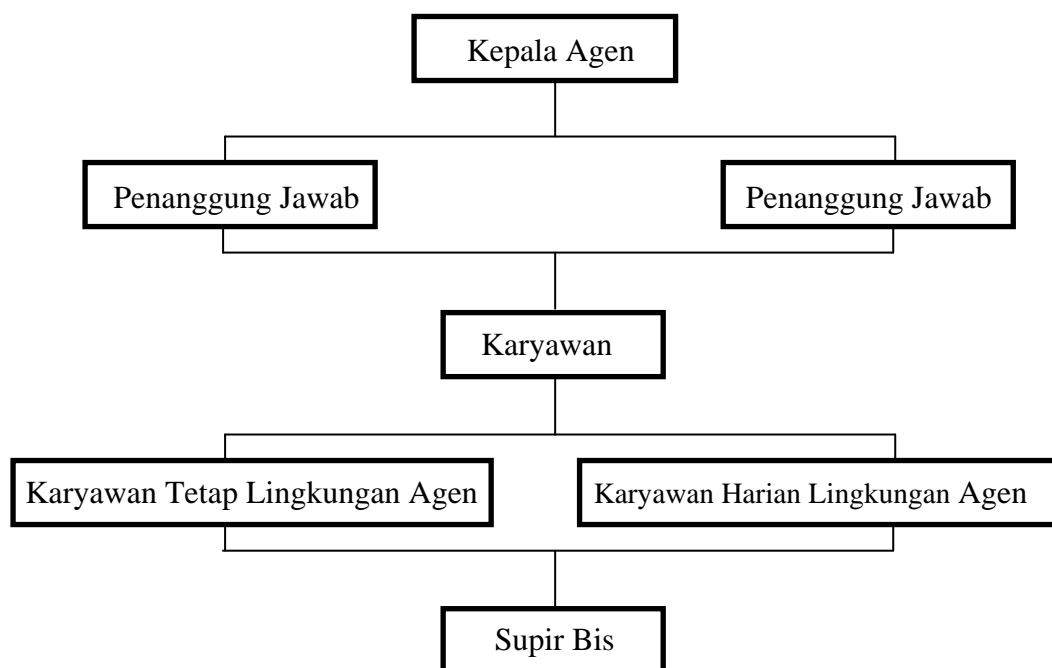 Kepala Agen
Penanggung Jawab
Penanggung Jawab
Karyawan
Karyawan Tetap Lingkungan Agen
Karyawan Harian Lingkungan Agen
Supir Bis